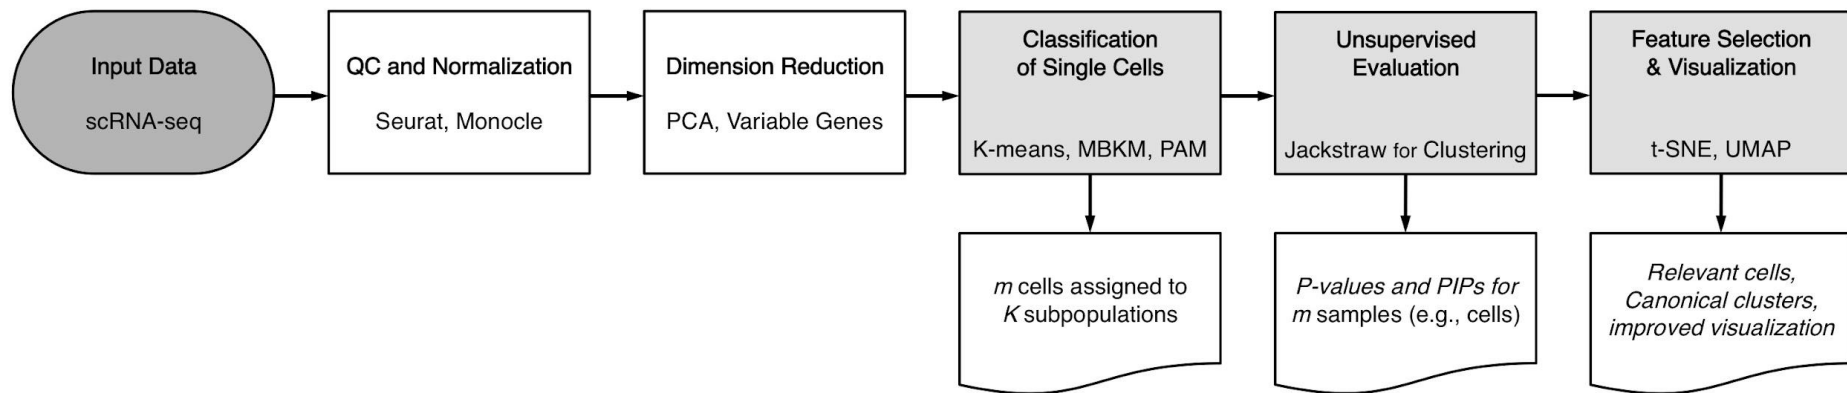 Input Data
scRNA-seq
QC and Normalization
Seurat, Monocle
Dimension Reduction
PCA, Variable Genes
Classification
of Single Cells
K-means, MBKM, PAM
Unsupervised
Evaluation
Jackstraw for Clustering
Feature Selection
& Visualization
t-SNE, UMAP
m cells assigned to
K subpopulations
P-values and PIPs for
m samples (e.g., cells)
Relevant cells,
Canonical clusters,
improved visualization